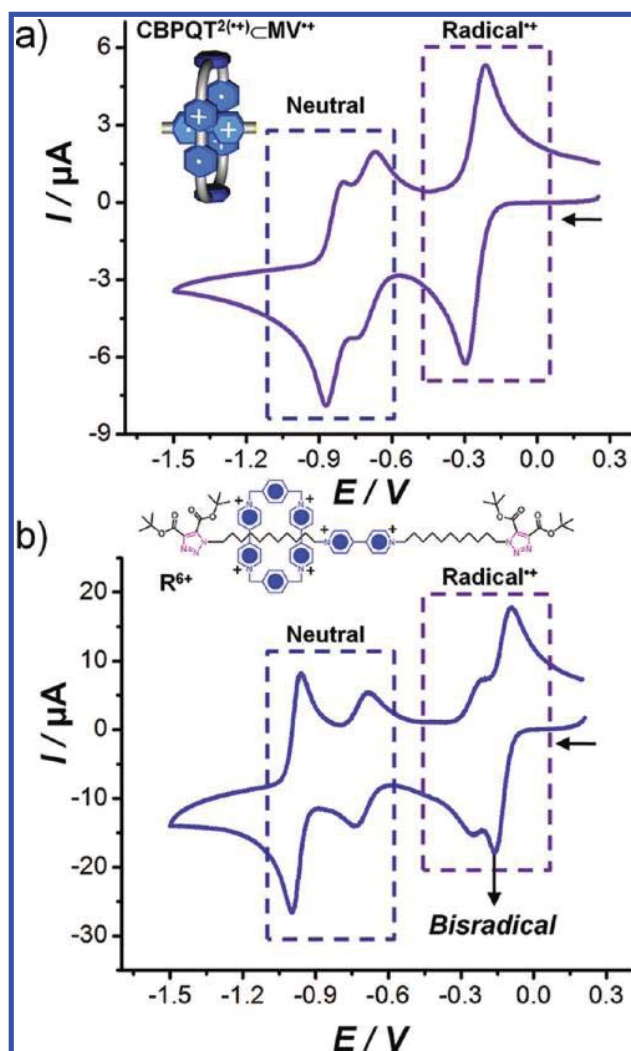 a)
CBPQT2(•+)⊂MV•+
Radical•+
Neutral
I / µA
6
3
0
-3
-6
-9
-1.5 -1.2 -0.9 -0.6 -0.3 0.0 0.3
E / V
b)
O O O O
O O O O
N N N N N N
N N N N N N
+ + + + + +
R6+
Radical•+
Neutral
I / µA
20
10
0
-10
-20
-30
Bisradical
-1.5 -1.2 -0.9 -0.6 -0.3 0.0 0.3
E / V